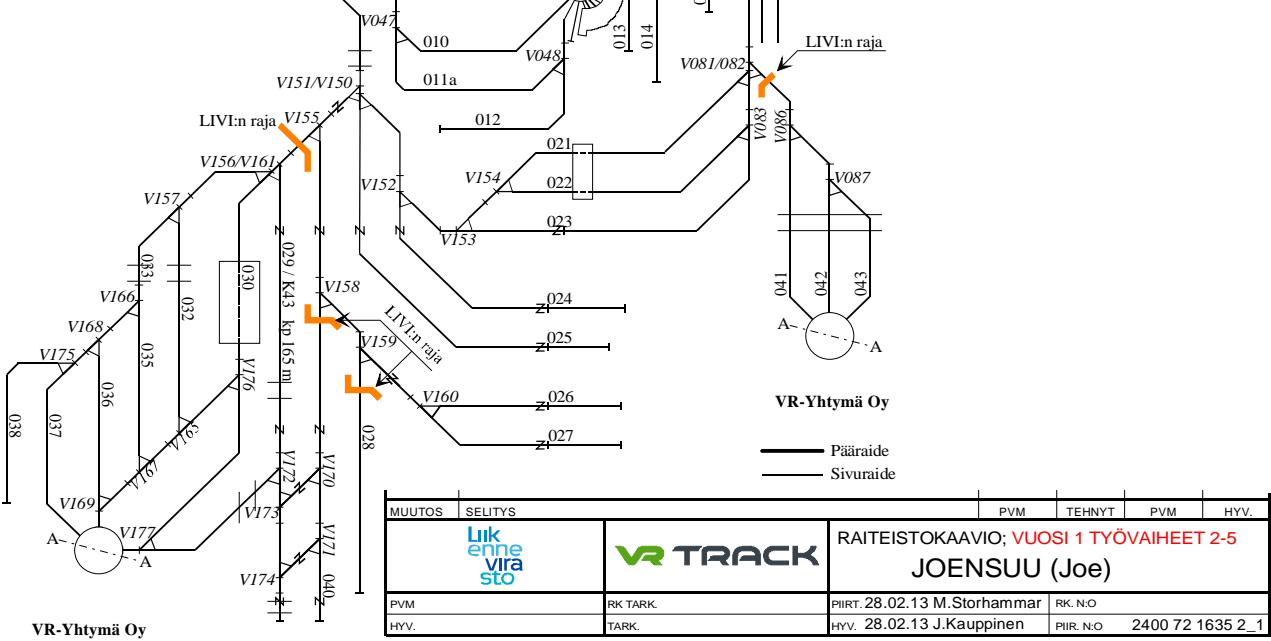 V047
010
V048
013
014
LIVI:n raja
V081/082
011a
V151/V150
V155
LIVI:n raja
012
V083
V086
021
V156/V161
V152
V154
022
V087
V157
023
V153
033
032
030
029 / K43 kp 165 m
041
042
043
V158
024
V166
LIVI:n raja
V168
V159
025
A
A
V175
035
V176
036
V160
026
VR-Yhtymä Oy
038
037
V165
028
027
Pääraide
V167
V172
V170
Sivuraide
V169
V173
A
V177
V171
A
V174
040
VR-Yhtymä Oy
MUUTOS SELITYS PVM TEHNYT PVM HYV.
Liik
enne
vira
sto
VR TRACK
RAITEISTOKAAVIO; VUOSI 1 TYÖVAIHEET 2-5
JOENSUU (Joe)
PVM RK TARK. PIIRT. 28.02.13 M.Storhammar RK. N:O
HYV. TARK. HYV. 28.02.13 J.Kauppinen PIIR. N:O 2400 72 1635 2_1